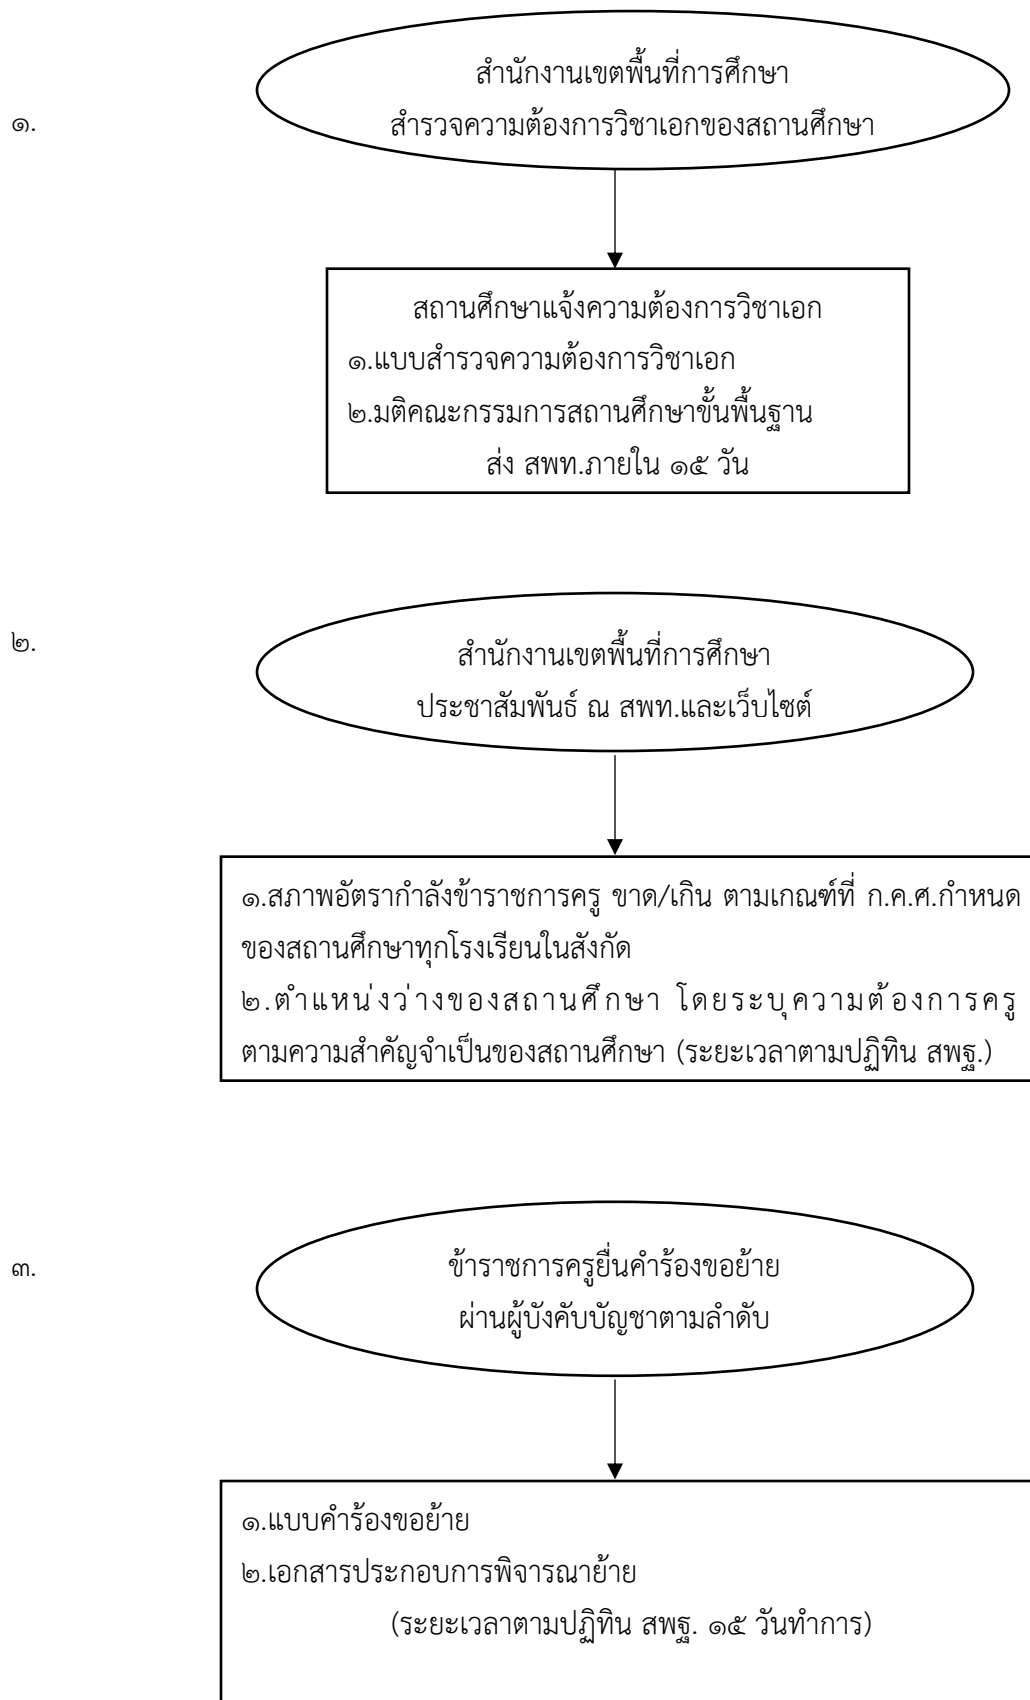 สำนักงานเขตพื้นที่การศึกษา
๑.
สำรวจความต้องการวิชาเอกของสถานศึกษา
สถานศึกษาแจ้งความต้องการวิชาเอก
๑.แบบสำรวจความต้องการวิชาเอก
๒.มติคณะกรรมการสถานศึกษาขั้นพื้นฐาน
ส่ง สพท.ภายใน ๑๕ วัน
๒.
สำนักงานเขตพื้นที่การศึกษา
ประชาสัมพันธ์ ณ สพท.และเว็บไซต์
๑.สภาพอัตรากำลังข้าราชการครู ขาด/เกิน ตามเกณฑ์ที่ ก.ค.ศ.กำหนด
ของสถานศึกษาทุกโรงเรียนในสังกัด
๒.ตำแหน่งว่างของสถานศึกษา โดยระบุความต้องการครู
ตามความสำคัญจำเป็นของสถานศึกษา (ระยะเวลาตามปฏิทิน สพฐ.)
๓.
ข้าราชการครูยื่นคำร้องขอย้าย
ผ่านผู้บังคับบัญชาตามลำดับ
๑.แบบคำร้องขอย้าย
๒.เอกสารประกอบการพิจารณาย้าย
(ระยะเวลาตามปฏิทิน สพฐ. ๑๕ วันทำการ)